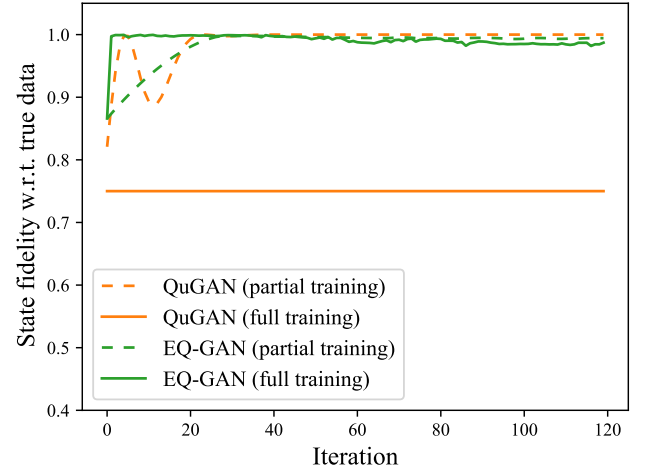 State fidelity w.r.t. true data
1.0
0.9
0.8
0.7
0.6
0.5
0.4
QuGAN (partial training)
QuGAN (full training)
EQ-GAN (partial training)
EQ-GAN (full training)
0 20 40 60 80 100 120
Iteration